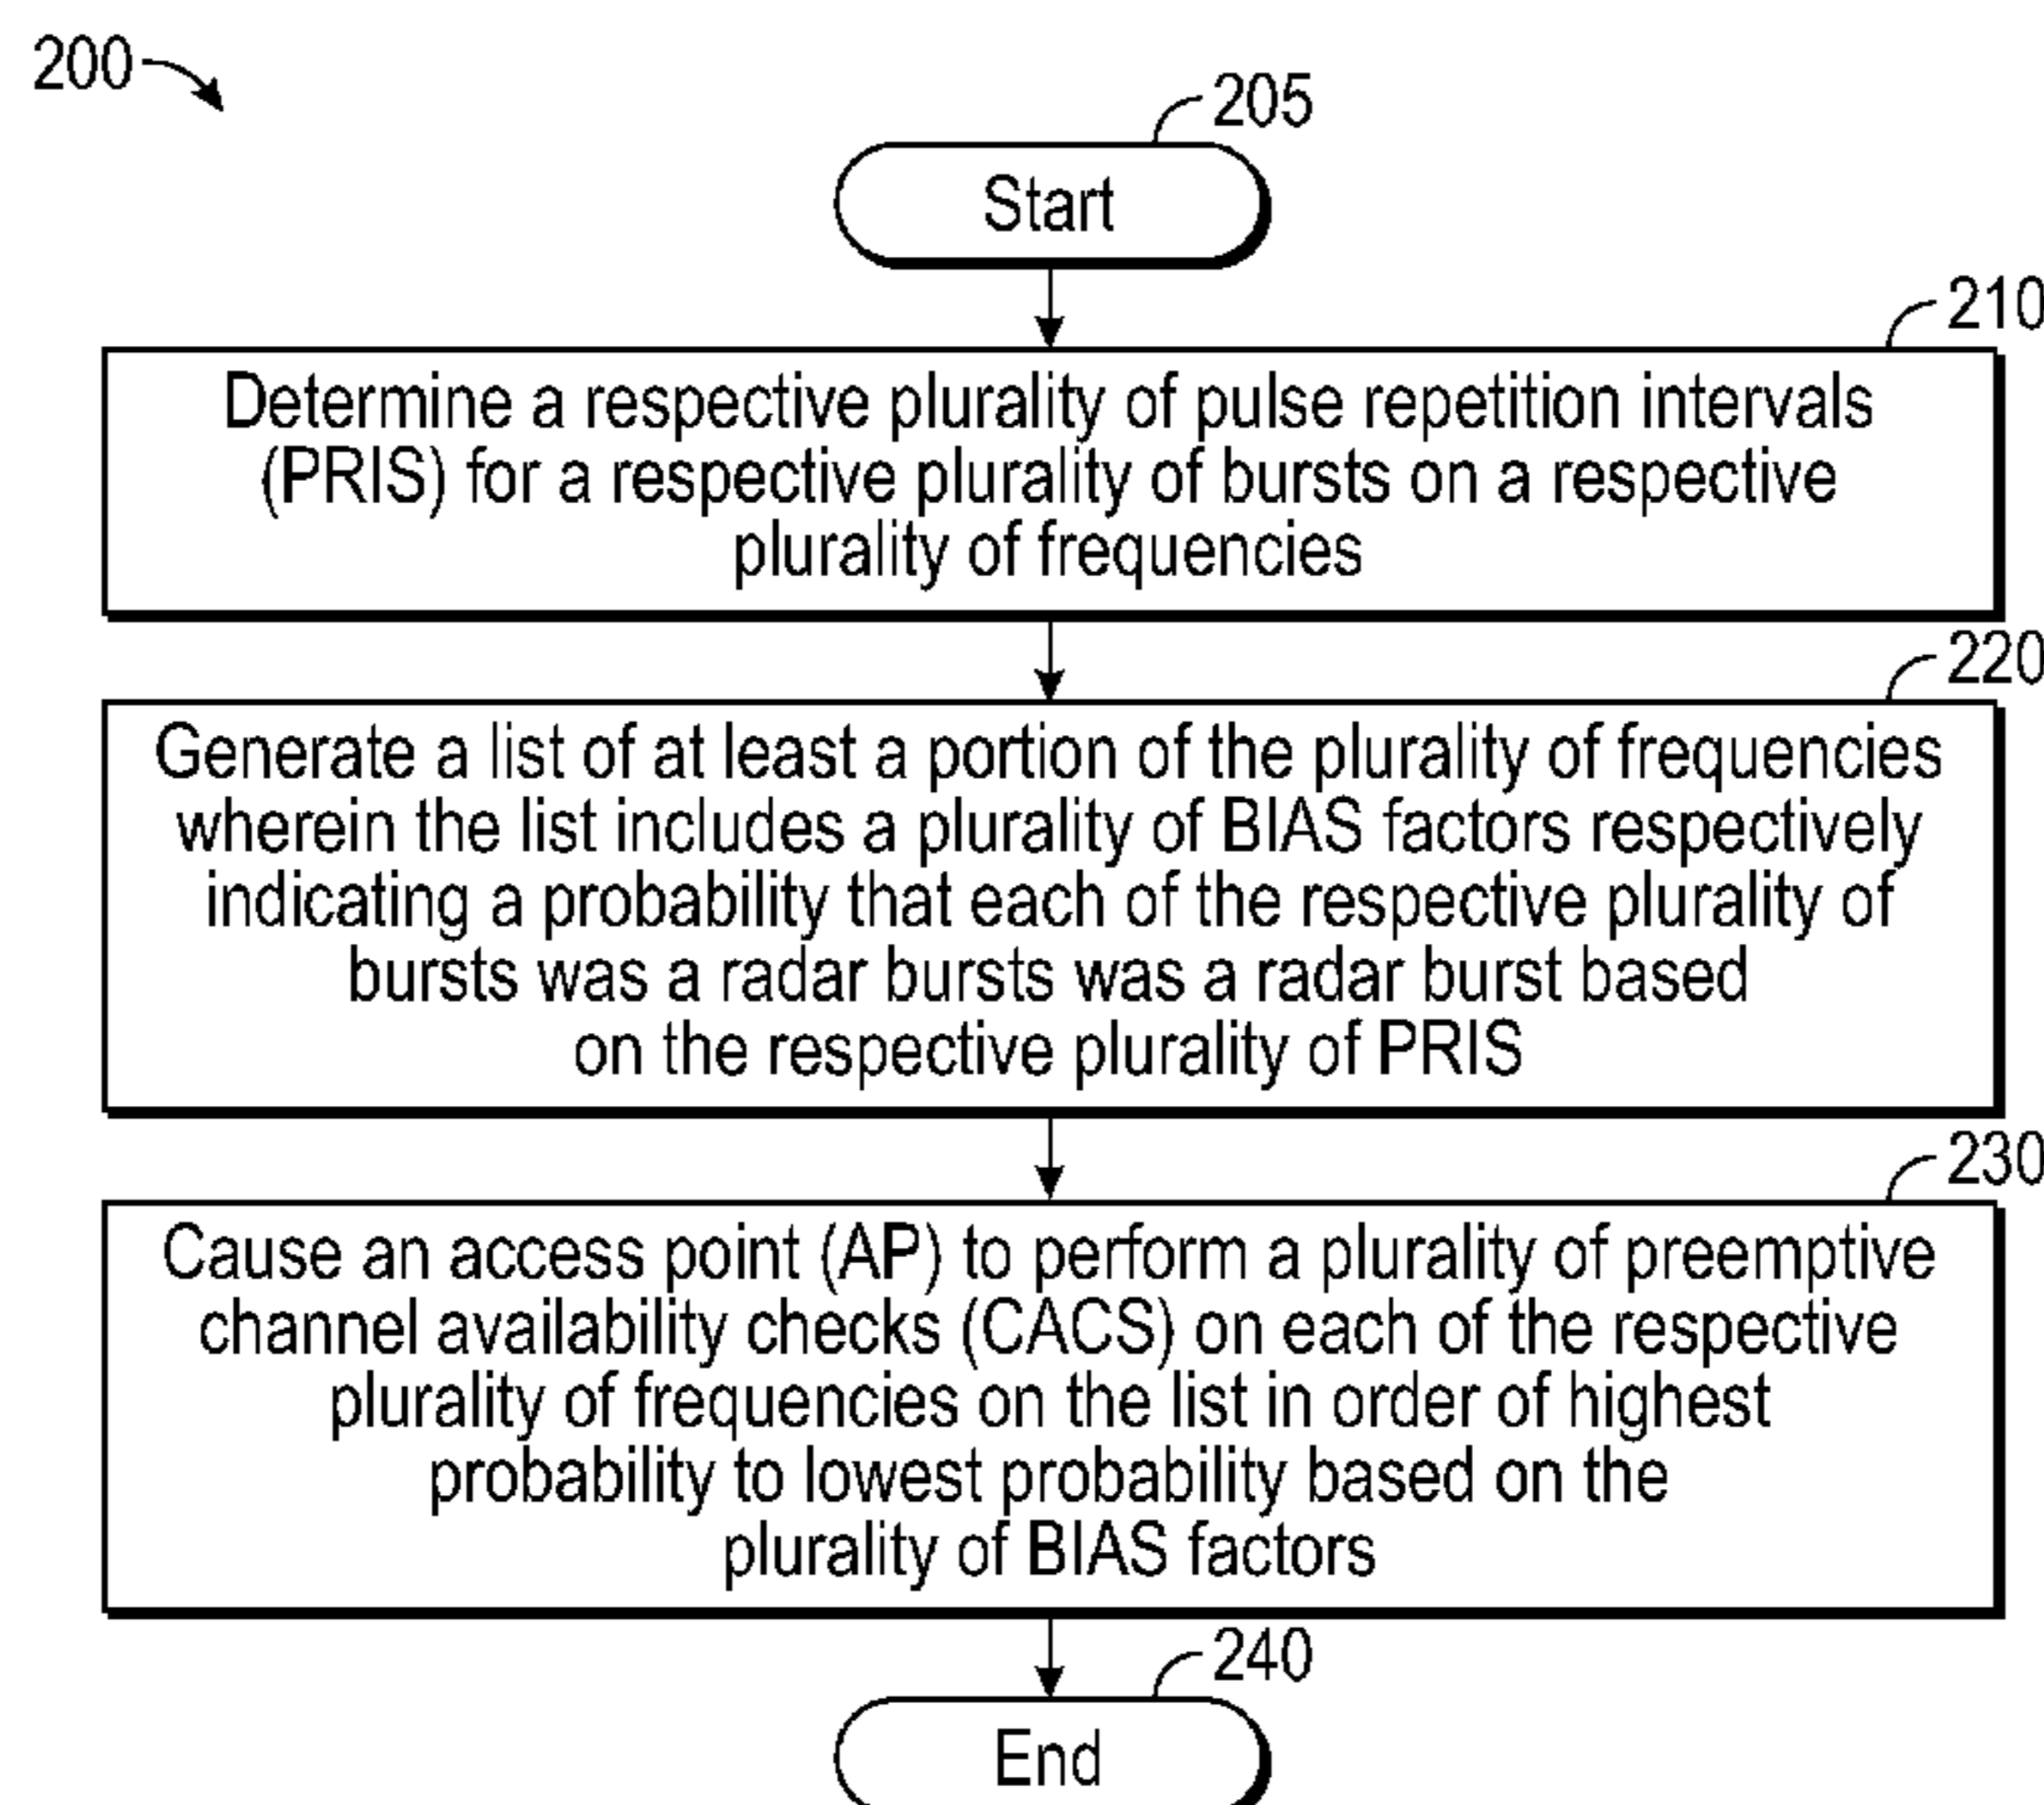 200
205
Start
210
Determine a respective plurality of pulse repetition intervals
(PRIS) for a respective plurality of bursts on a respective
plurality of frequencies
220
Generate a list of at least a portion of the plurality of frequencies
wherein the list includes a plurality of BIAS factors respectively
indicating a probability that each of the respective plurality of
bursts was a radar bursts was a radar burst based
on the respective plurality of PRIS
230
Cause an access point (AP) to perform a plurality of preemptive
channel availability checks (CACS) on each of the respective
plurality of frequencies on the list in order of highest
probability to lowest probability based on the
plurality of BIAS factors
240
End